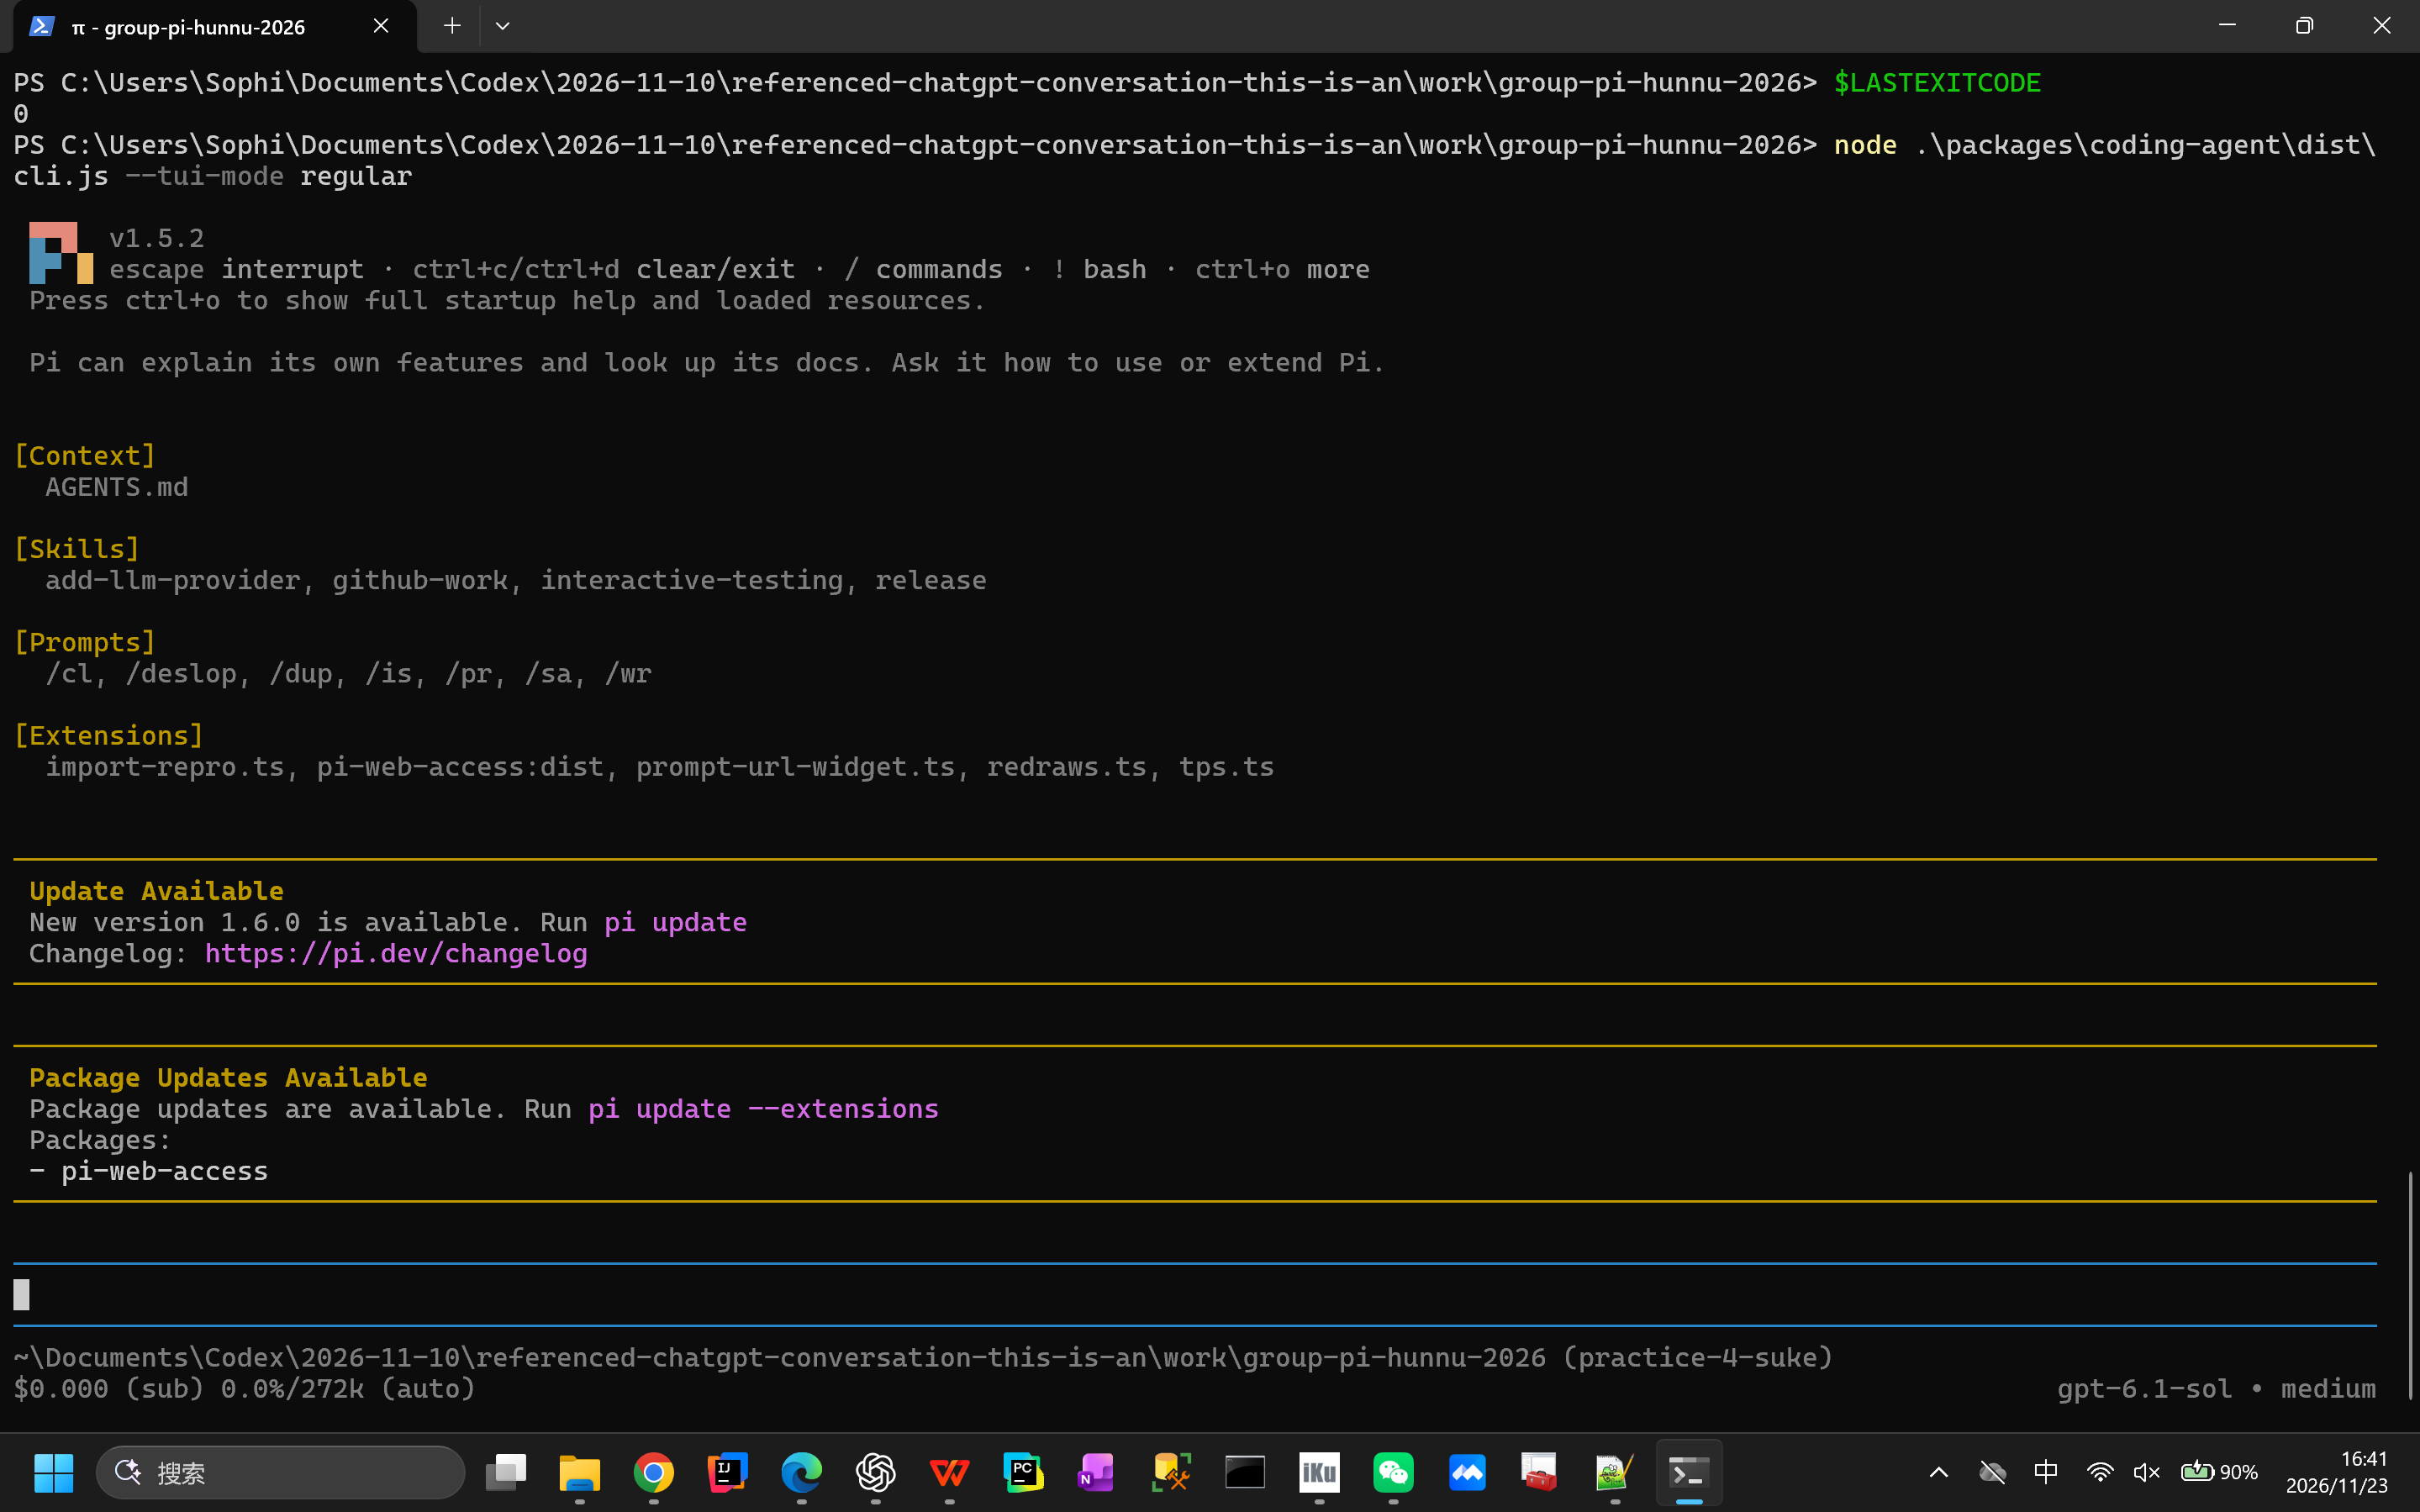 π - group-pi-hunnu-2026
PS C:\Users\Sophi\Documents\Codex\2026-11-10\referenced-chatgpt-conversation-this-is-an\work\group-pi-hunnu-2026> $LASTEXITCODE
0
PS C:\Users\Sophi\Documents\Codex\2026-11-10\referenced-chatgpt-conversation-this-is-an\work\group-pi-hunnu-2026> node .\packages\coding-agent\dist\
cli.js --tui-mode regular
v1.5.2
escape interrupt · ctrl+c/ctrl+d clear/exit · / commands · ! bash · ctrl+o more
Press ctrl+o to show full startup help and loaded resources.
Pi can explain its own features and look up its docs. Ask it how to use or extend Pi.
[Context]
AGENTS.md
[Skills]
add-llm-provider, github-work, interactive-testing, release
[Prompts]
/cl, /deslop, /dup, /is, /pr, /sa, /wr
[Extensions]
import-repro.ts, pi-web-access:dist, prompt-url-widget.ts, redraws.ts, tps.ts
Update Available
New version 1.6.0 is available. Run pi update
Changelog: https://pi.dev/changelog
Package Updates Available
Package updates are available. Run pi update --extensions
Packages:
- pi-web-access
~\Documents\Codex\2026-11-10\referenced-chatgpt-conversation-this-is-an\work\group-pi-hunnu-2026 (practice-4-suke)
$0.000 (sub) 0.0%/272k (auto) gpt-6.1-sol • medium
搜索
IJ
PC
N
iKu
中
90%
16:41
2026/11/23